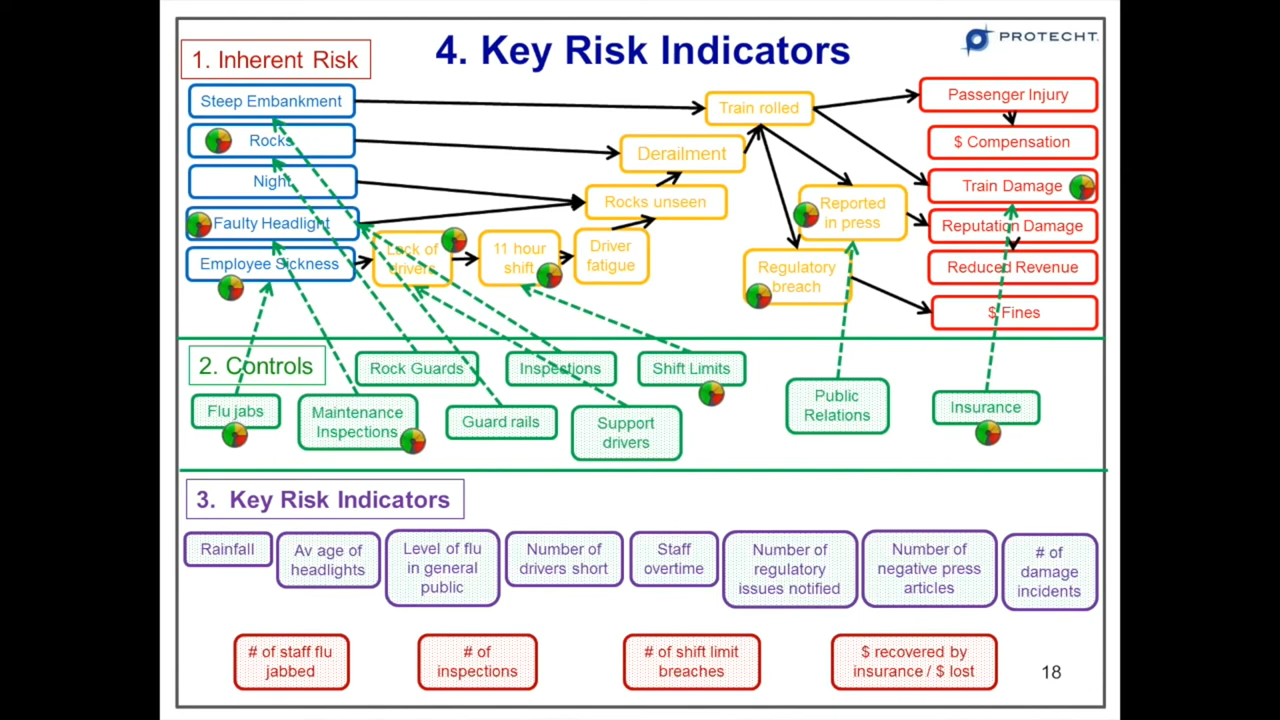 4. Key Risk Indicators
PROTECHT
1. Inherent Risk
Steep Embankment
Rocks
Night
Faulty Headlight
Employee Sickness
Lack of
drivers
11 hour
shift
Driver
fatigue
Rocks unseen
Derailment
Train rolled
Reported
in press
Regulatory
breach
Passenger Injury
$ Compensation
Train Damage
Reputation Damage
Reduced Revenue
$ Fines
2. Controls
Rock Guards
Inspections
Shift Limits
Flu jabs
Maintenance
Inspections
Guard rails
Support
drivers
Public
Relations
Insurance
3. Key Risk Indicators
Rainfall
Av age of
headlights
Level of flu
in general
public
Number of
drivers short
Staff
overtime
Number of
regulatory
issues notified
Number of
negative press
articles
# of
damage
incidents
# of staff flu
jabbed
# of
inspections
# of shift limit
breaches
$ recovered by
insurance / $ lost
18